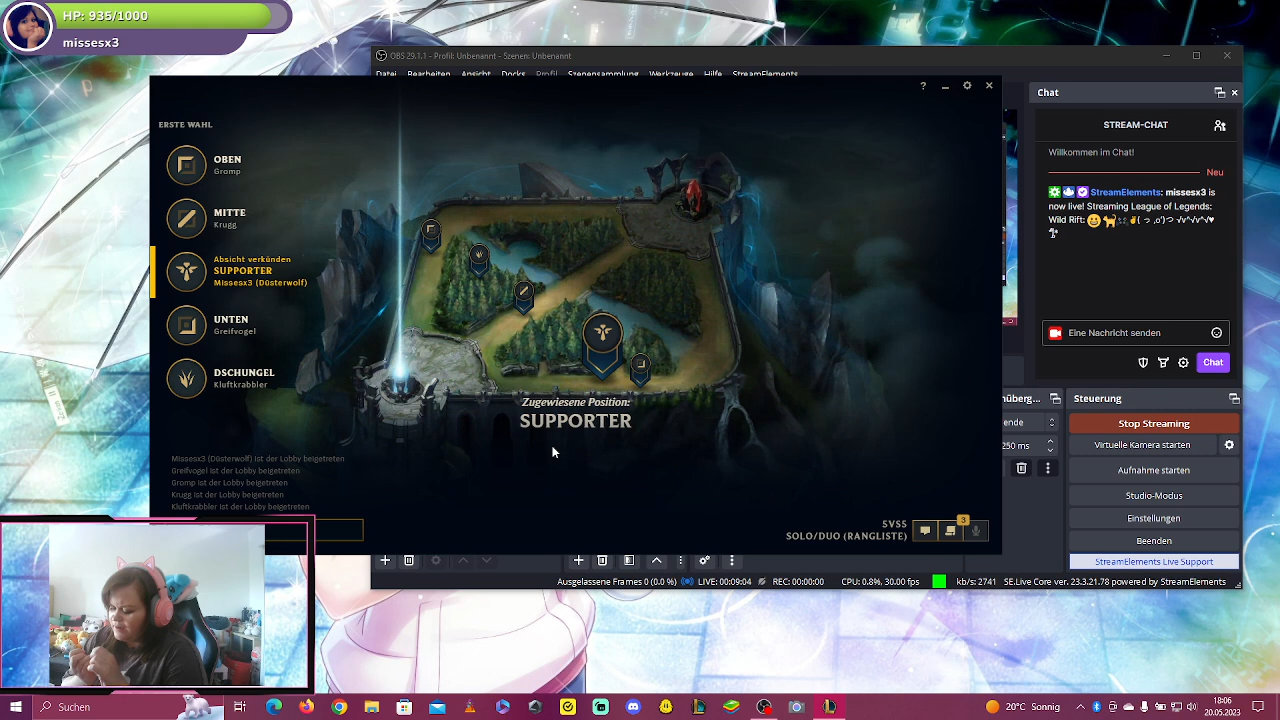 HP: 935/1000
missesx3
OBS 29.1.1 - Profil: Unbenannt - Szenen: Unbenannt
Datei Bearbeiten Ansicht Docks Profil Szenensammlung Werkzeuge Hilfe StreamElements
ERSTE WAHL
OBEN
Gromp
MITTE
Krugg
Absicht verkünden
SUPPORTER
Missesx3 (Düsterwolf)
UNTEN
Greifvogel
DSCHUNGEL
Kluftkrabbler
Zugewiesene Position:
SUPPORTER
Missesx3 (Düsterwolf) ist der Lobby beigetreten
Greifvogel ist der Lobby beigetreten
Gromp ist der Lobby beigetreten
Krugg ist der Lobby beigetreten
Kluftkrabbler ist der Lobby beigetreten
5VS5
SOLO/DUO (RANGLISTE)
3
Chat
STREAM-CHAT
Willkommen im Chat!
Neu
StreamElements: missesx3 is
now live! Streaming League of Legends:
Wild Rift:
Eine Nachricht senden
Chat
Steuerung
Stop Stream
Virtuelle Kamera starten
Aufnahme starten
Einstellungen
Beenden
StreamElements Live Support
Ausgelassene Frames 0 (0.0 %) LIVE: 00:09:04 REC: 00:00:00 CPU: 0.8%, 30.00 fps kb/s: 2741 SE.Live Core ver. 23.3.21.78 powered by StreamElements
Suchen
20°C
18:06
20.05.2023